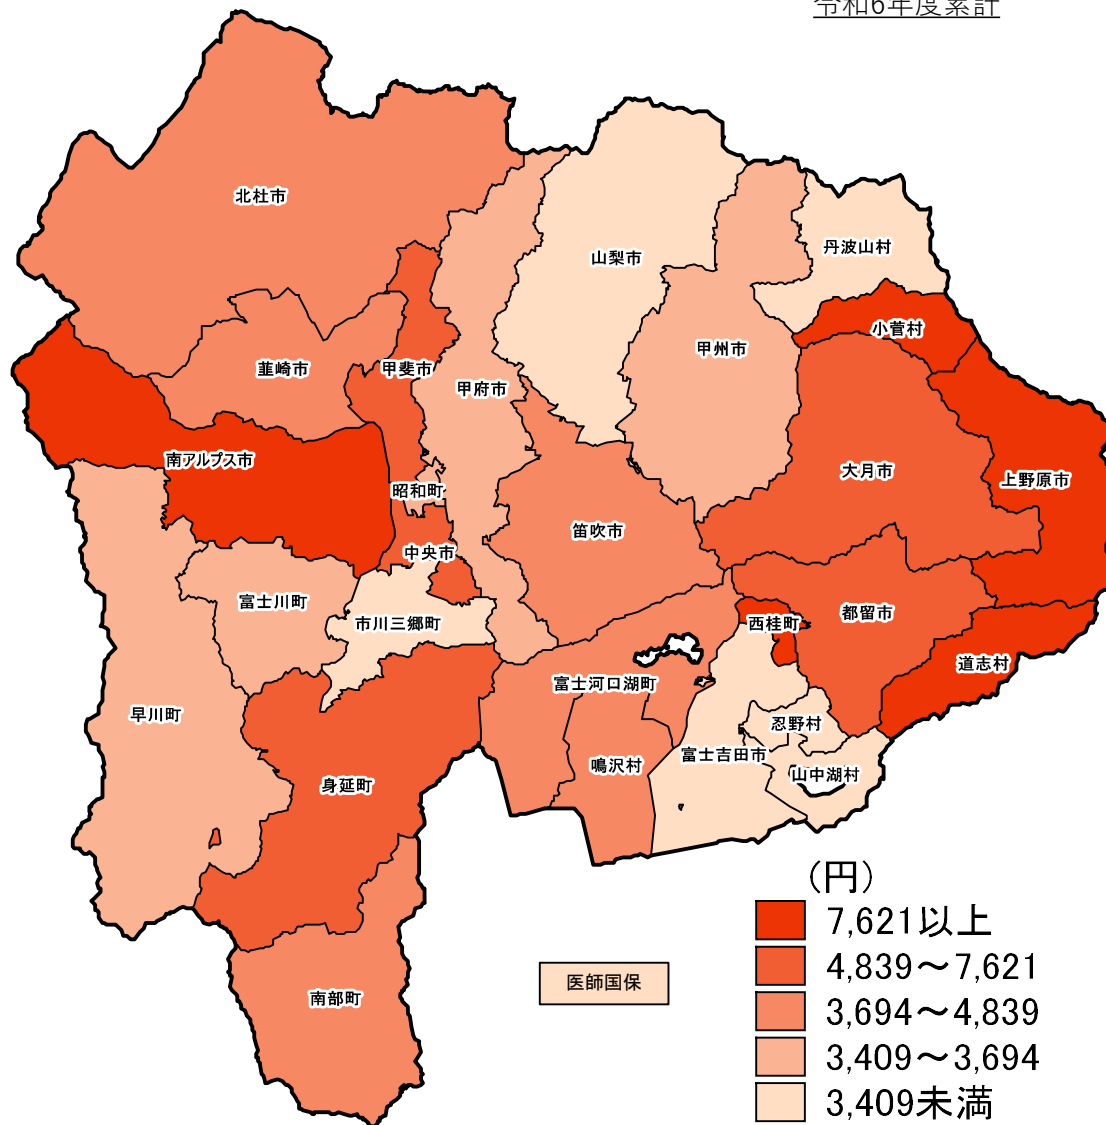 令和6年度累計
北杜市
山梨市
丹波山村
小菅村
甲州市
韮崎市
甲斐市
甲府市
南アルプス市
大月市
上野原市
昭和町
笛吹市
中央市
富士川町
市川三郷町
西桂町
都留市
道志村
富士河口湖町
早川町
忍野村
富士吉田市
鳴沢村
山中湖村
身延町
南部町
医師国保
(円)
7,621以上
4,839～7,621
3,694～4,839
3,409～3,694
3,409未満